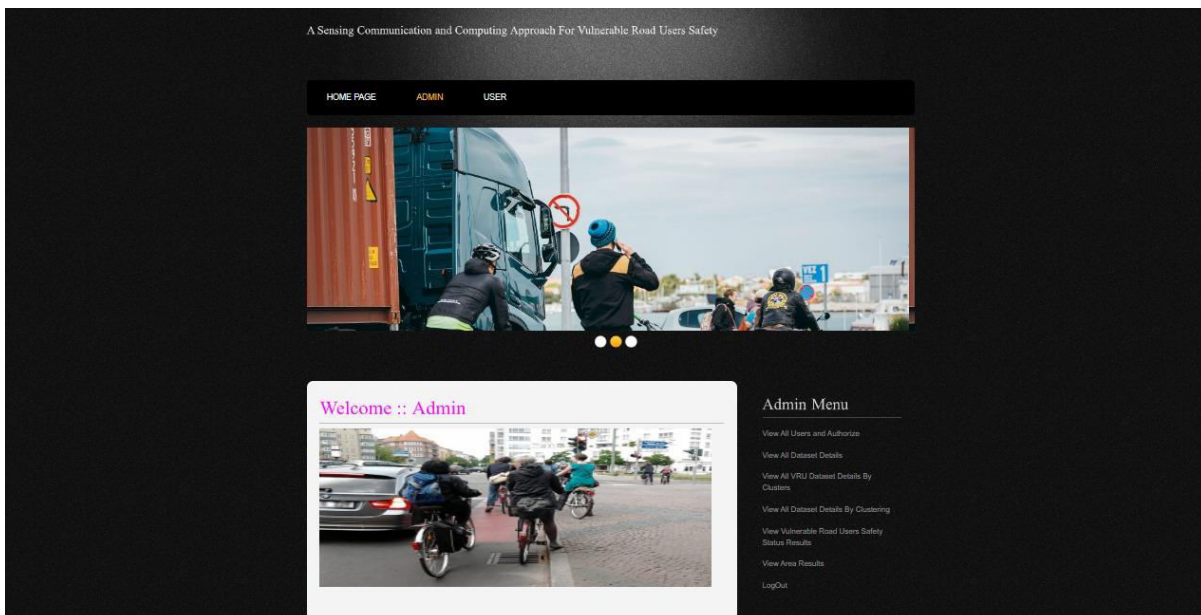 A Sensing Communication and Computing Approach For Vulnerable Road Users Safety
HOME PAGE ADMIN USER
VEZ 1
Welcome :: Admin
Admin Menu
View All Users and Authorize
View All Dataset Details
View All VRU Dataset Details By
Clusters
View All Dataset Details By Clustering
View Vulnerable Road Users Safety
Status Results
View Area Results
LogOut